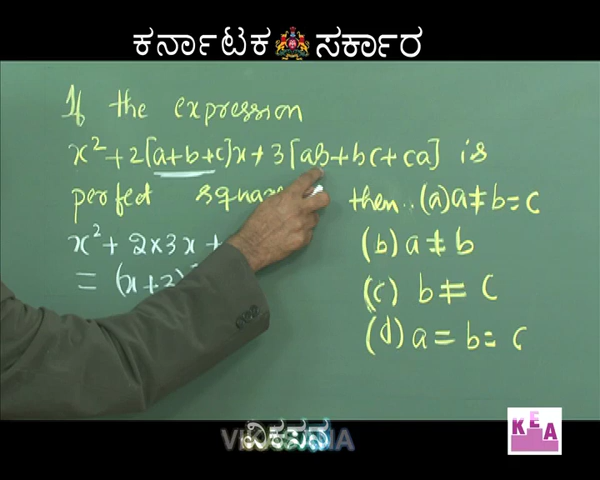 ಕರ್ನಾಟಕ ಸರ್ಕಾರ
If the expression
x² + 2[a+b+c]x + 3[ab+bc+ca] is
perfect square then.. (a) a≠b=c
x² + 2×3x +
(b) a≠b
= (x+3)
(c) b≠c
(d) a=b=c
ವಿಕಸನ
KEA